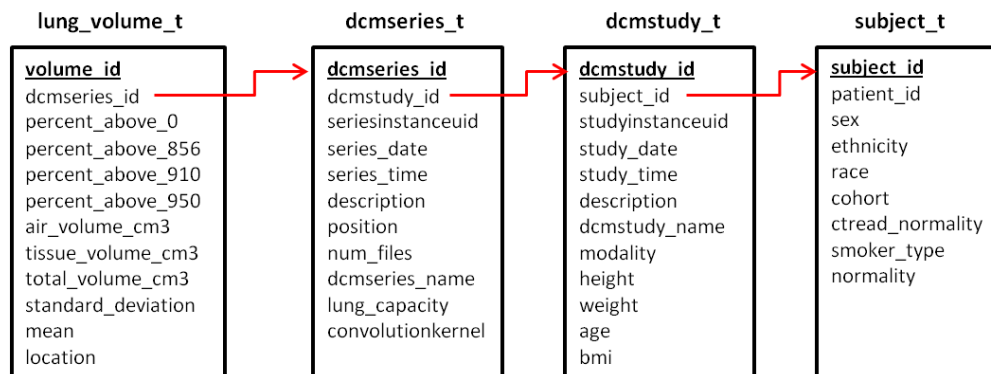 lung_volume_t
volume_id
dcmseries_id
percent_above_0
percent_above_856
percent_above_910
percent_above_950
air_volume_cm3
tissue_volume_cm3
total_volume_cm3
standard_deviation
mean
location
dcmseries_t
dcmseries_id
dcmstudy_id
seriesinstanceuid
series_date
series_time
description
position
num_files
dcmseries_name
lung_capacity
convolutionkernel
dcmstudy_t
dcmstudy_id
subject_id
studyinstanceuid
study_date
study_time
description
dcmstudy_name
modality
height
weight
age
bmi
subject_t
subject_id
patient_id
sex
ethnicity
race
cohort
ctread_normality
smoker_type
normality